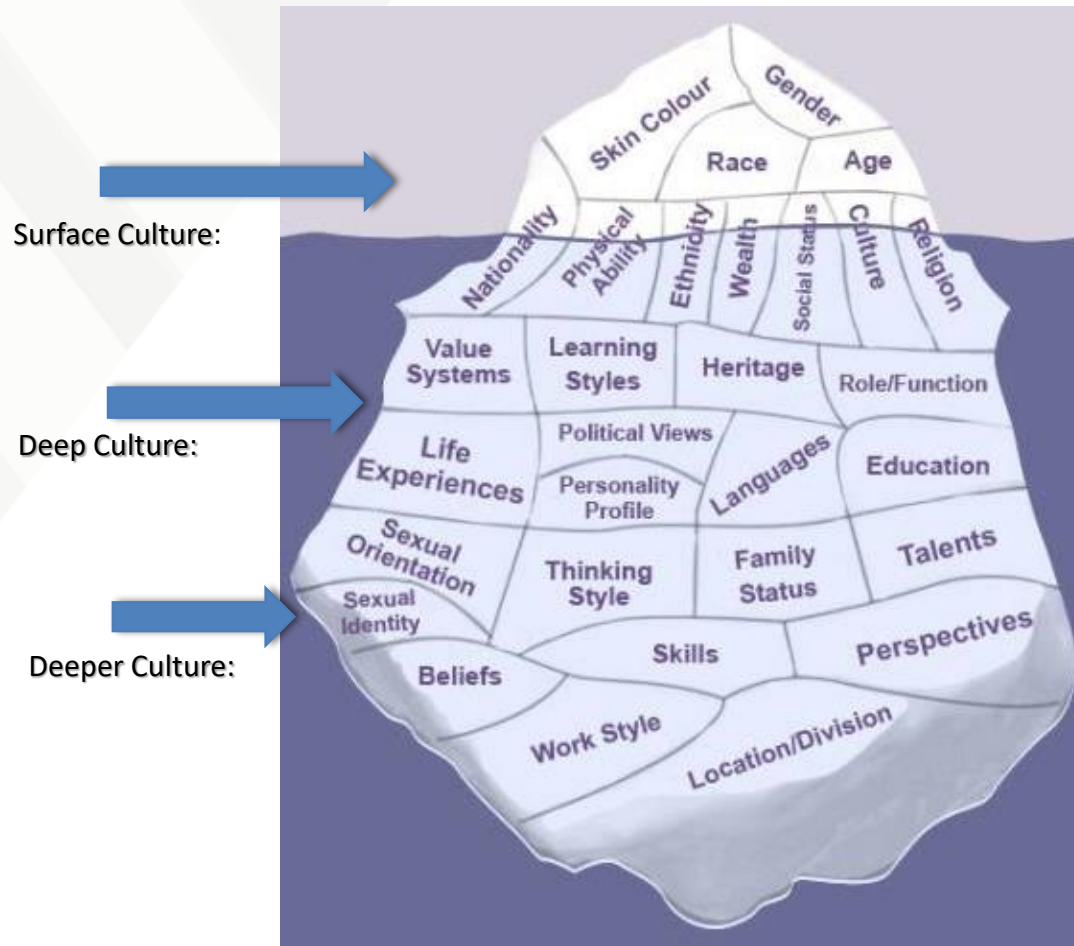 Skin Colour
Gender
Race
Age
Surface Culture:
Nationality
Physical
Ability
Ethnicity
Wealth
Social Status
Culture
Religion
Value
Systems
Learning
Styles
Heritage
Role/Function
Deep Culture:
Life
Experiences
Political Views
Personality
Profile
Languages
Education
Sexual
Orientation
Thinking
Style
Family
Status
Talents
Sexual
Identity
Deeper Culture:
Beliefs
Skills
Perspectives
Work Style
Location/Division